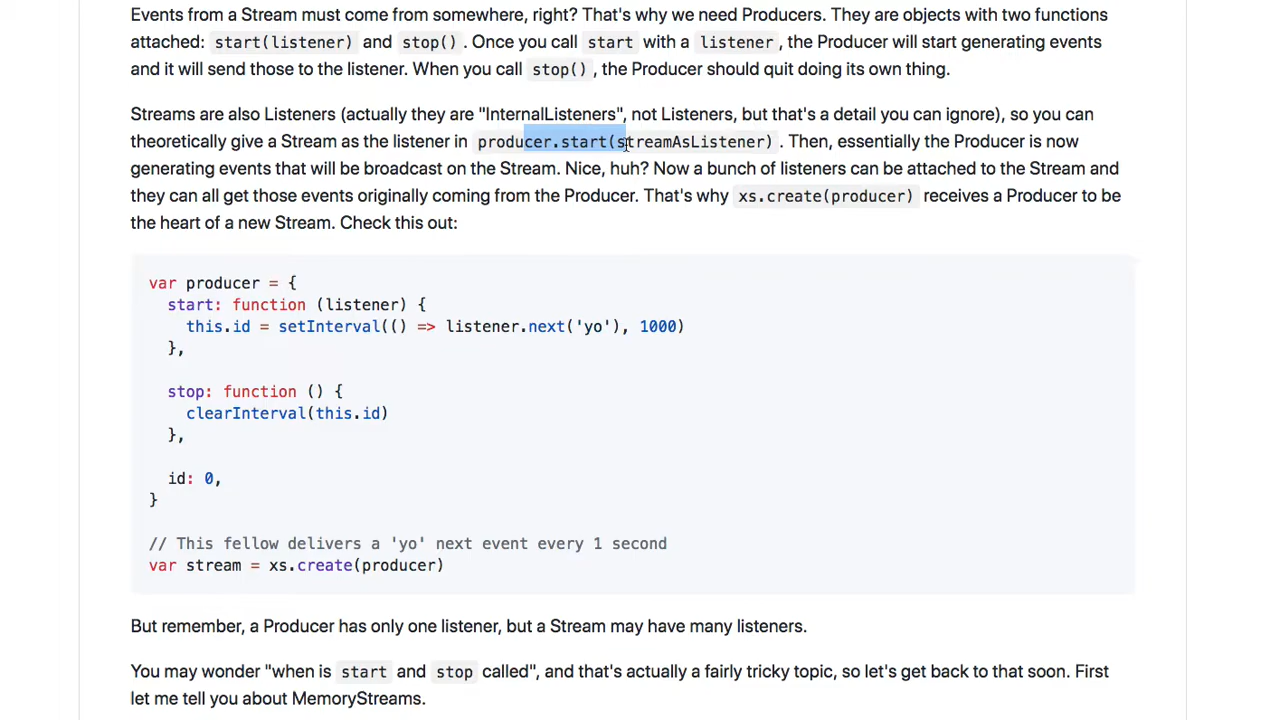 Events from a Stream must come from somewhere, right? That's why we need Producers. They are objects with two functions
attached: start(listener) and stop() . Once you call start with a listener , the Producer will start generating events
and it will send those to the listener. When you call stop() , the Producer should quit doing its own thing.
Streams are also Listeners (actually they are "InternalListeners", not Listeners, but that's a detail you can ignore), so you can
theoretically give a Stream as the listener in producer.start(streamAsListener) . Then, essentially the Producer is now
generating events that will be broadcast on the Stream. Nice, huh? Now a bunch of listeners can be attached to the Stream and
they can all get those events originally coming from the Producer. That's why xs.create(producer) receives a Producer to be
the heart of a new Stream. Check this out:
var producer = {
  start: function (listener) {
    this.id = setInterval(() => listener.next('yo'), 1000)
  },
  stop: function () {
    clearInterval(this.id)
  },
  id: 0,
}
// This fellow delivers a 'yo' next event every 1 second
var stream = xs.create(producer)
But remember, a Producer has only one listener, but a Stream may have many listeners.
You may wonder "when is start and stop called", and that's actually a fairly tricky topic, so let's get back to that soon. First
let me tell you about MemoryStreams.